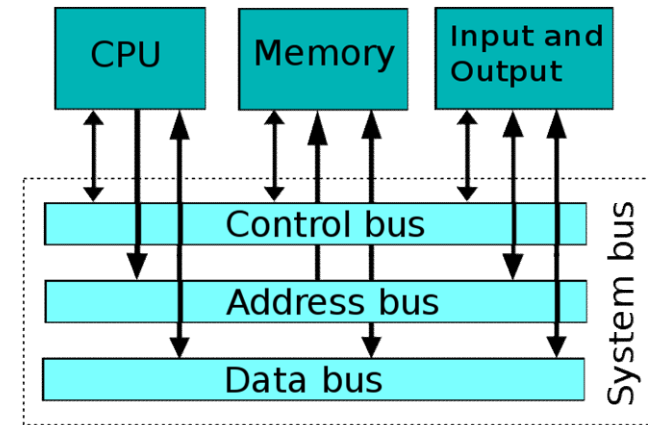 CPU
Memory
Input and
Output
Control bus
Address bus
Data bus
System bus